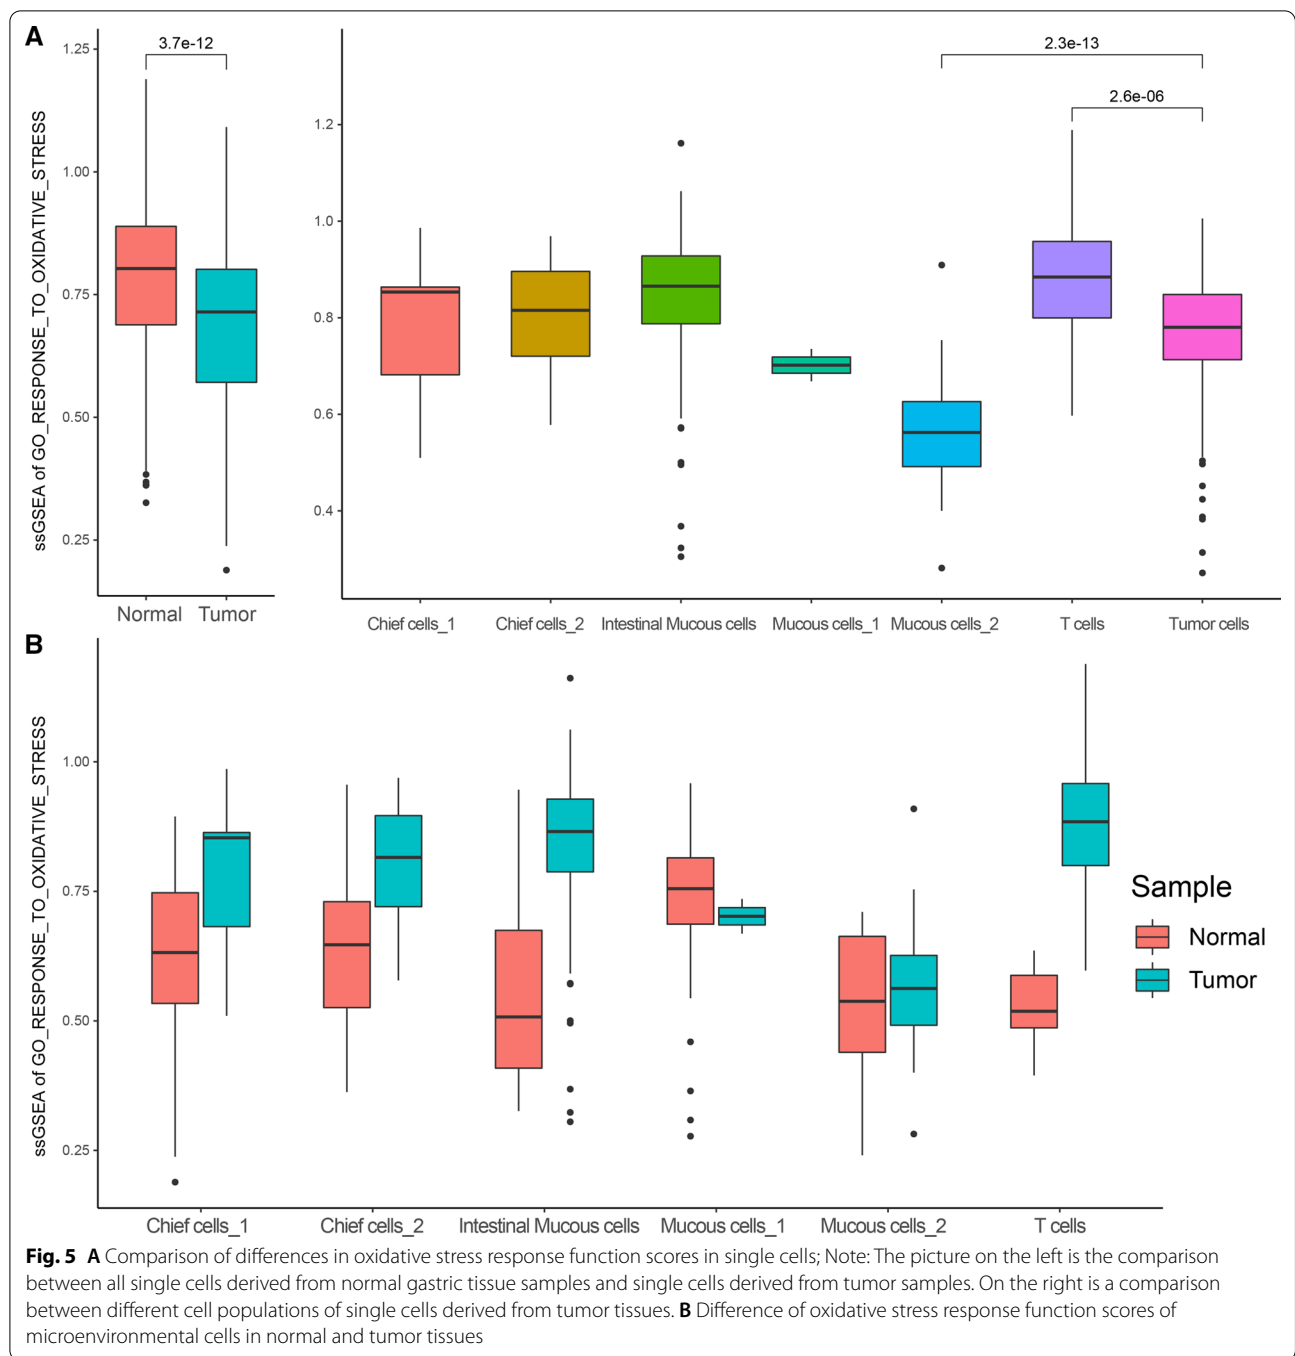 A
ssGSEA of GO_RESPONSE_TO_OXIDATIVE_STRESS
1.25
1.00
0.75
0.50
0.25
3.7e-12
Normal Tumor
1.2
1.0
0.8
0.6
0.4
2.3e-13
2.6e-06
Chief cells_1 Chief cells_2 Intestinal Mucous cells Mucous cells_1 Mucous cells_2 T cells Tumor cells
B
ssGSEA of GO_RESPONSE_TO_OXIDATIVE_STRESS
1.00
0.75
0.50
0.25
Sample
Normal
Tumor
Chief cells_1 Chief cells_2 Intestinal Mucous cells Mucous cells_1 Mucous cells_2 T cells
Fig. 5 A Comparison of differences in oxidative stress response function scores in single cells; Note: The picture on the left is the comparison
between all single cells derived from normal gastric tissue samples and single cells derived from tumor samples. On the right is a comparison
between different cell populations of single cells derived from tumor tissues. B Difference of oxidative stress response function scores of
microenvironmental cells in normal and tumor tissues